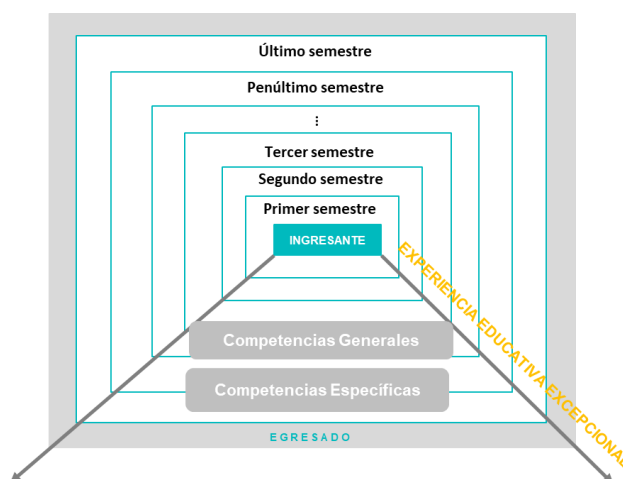 Último semestre
Penúltimo semestre
⋮
Tercer semestre
Segundo semestre
Primer semestre
INGRESANTE
EXPERIENCIA EDUCATIVA EXCEPCIONAL
Competencias Generales
Competencias Específicas
EGRESADO